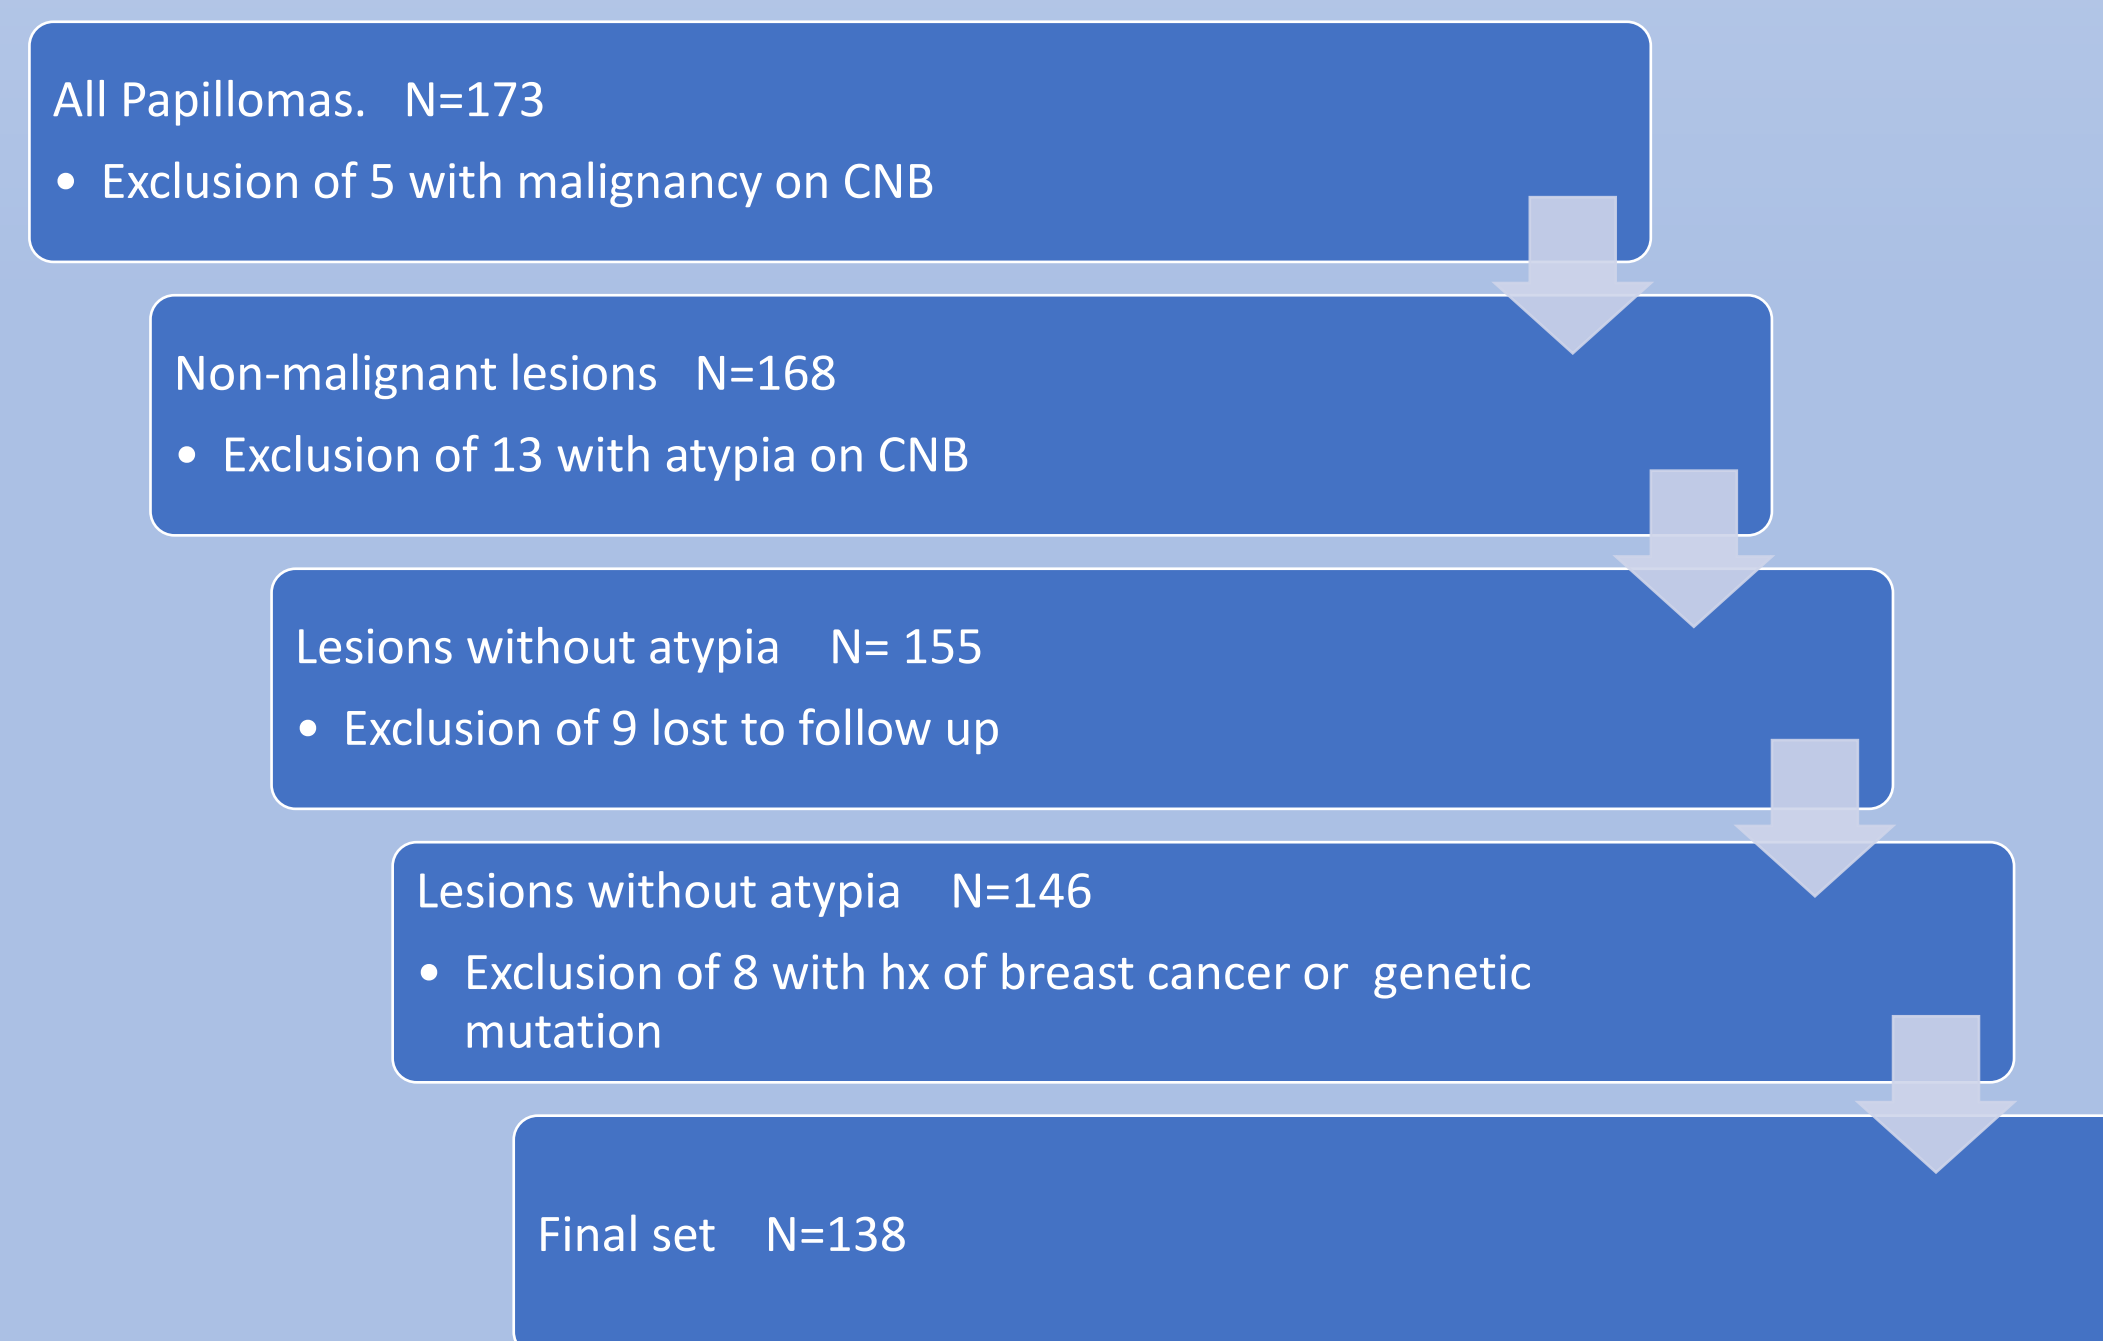 All Papillomas.   N=173
• Exclusion of 5 with malignancy on CNB
Non-malignant lesions   N=168
• Exclusion of 13 with atypia on CNB
Lesions without atypia    N= 155
• Exclusion of 9 lost to follow up
Lesions without atypia    N=146
• Exclusion of 8 with hx of breast cancer or  genetic
mutation
Final set    N=138